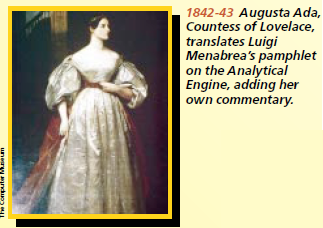 1842-43 Augusta Ada,
Countess of Lovelace,
translates Luigi
Menabrea's pamphlet
on the Analytical
Engine, adding her
own commentary.
The Computer Museum